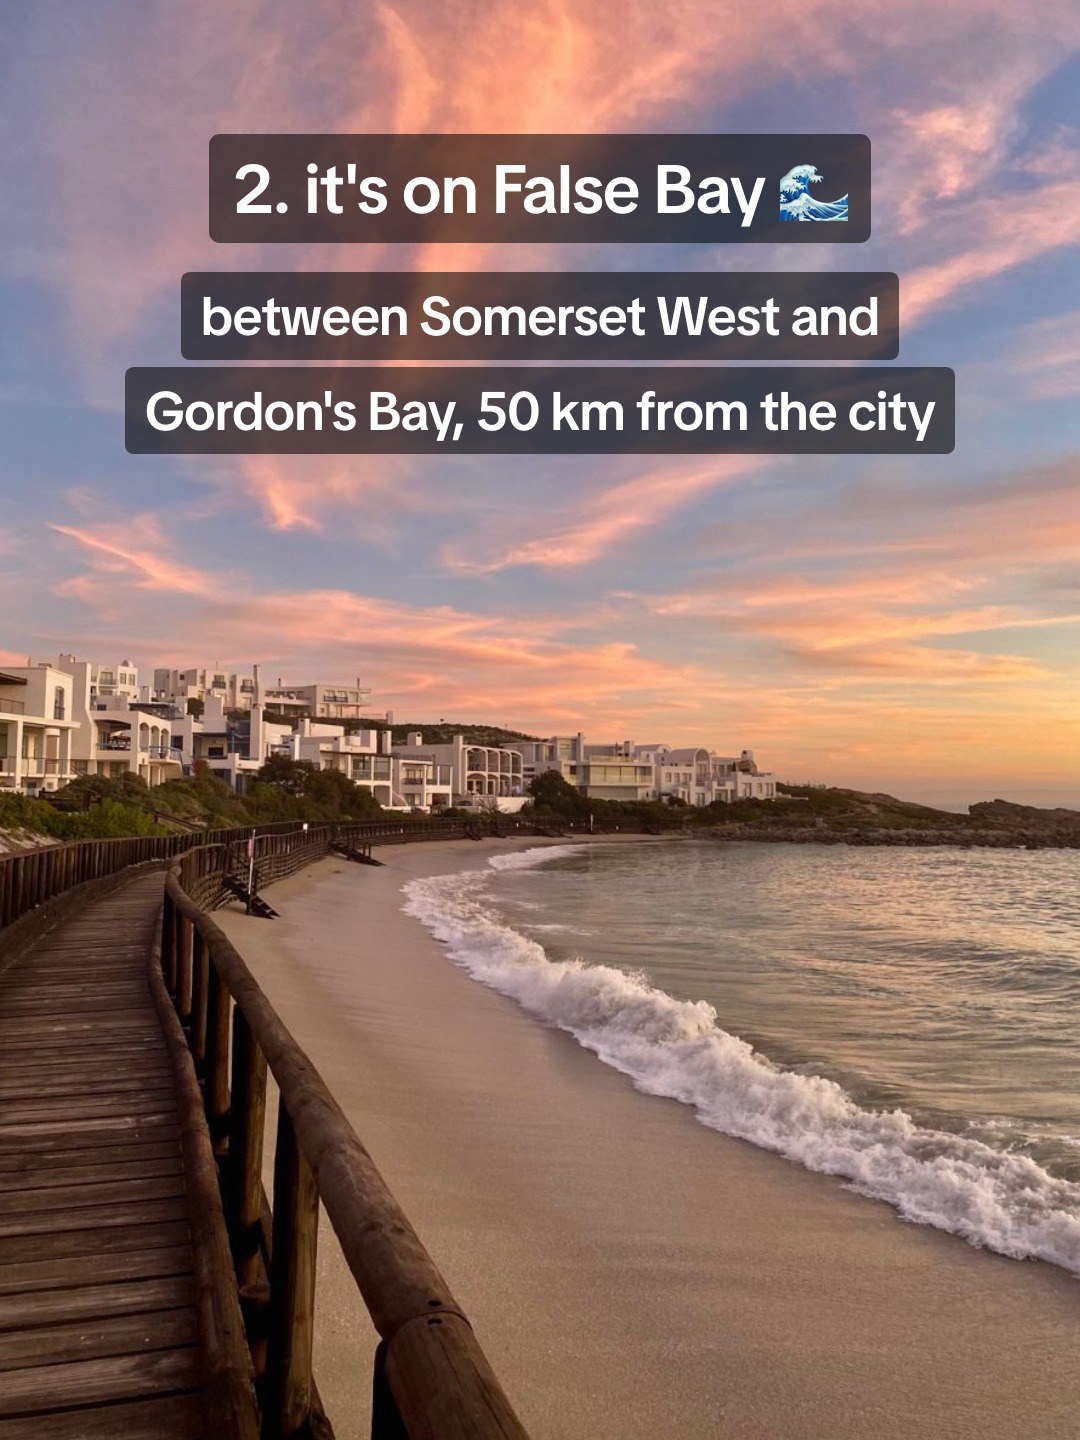 2. it's on False Bay 🌊
between Somerset West and
Gordon's Bay, 50 km from the city